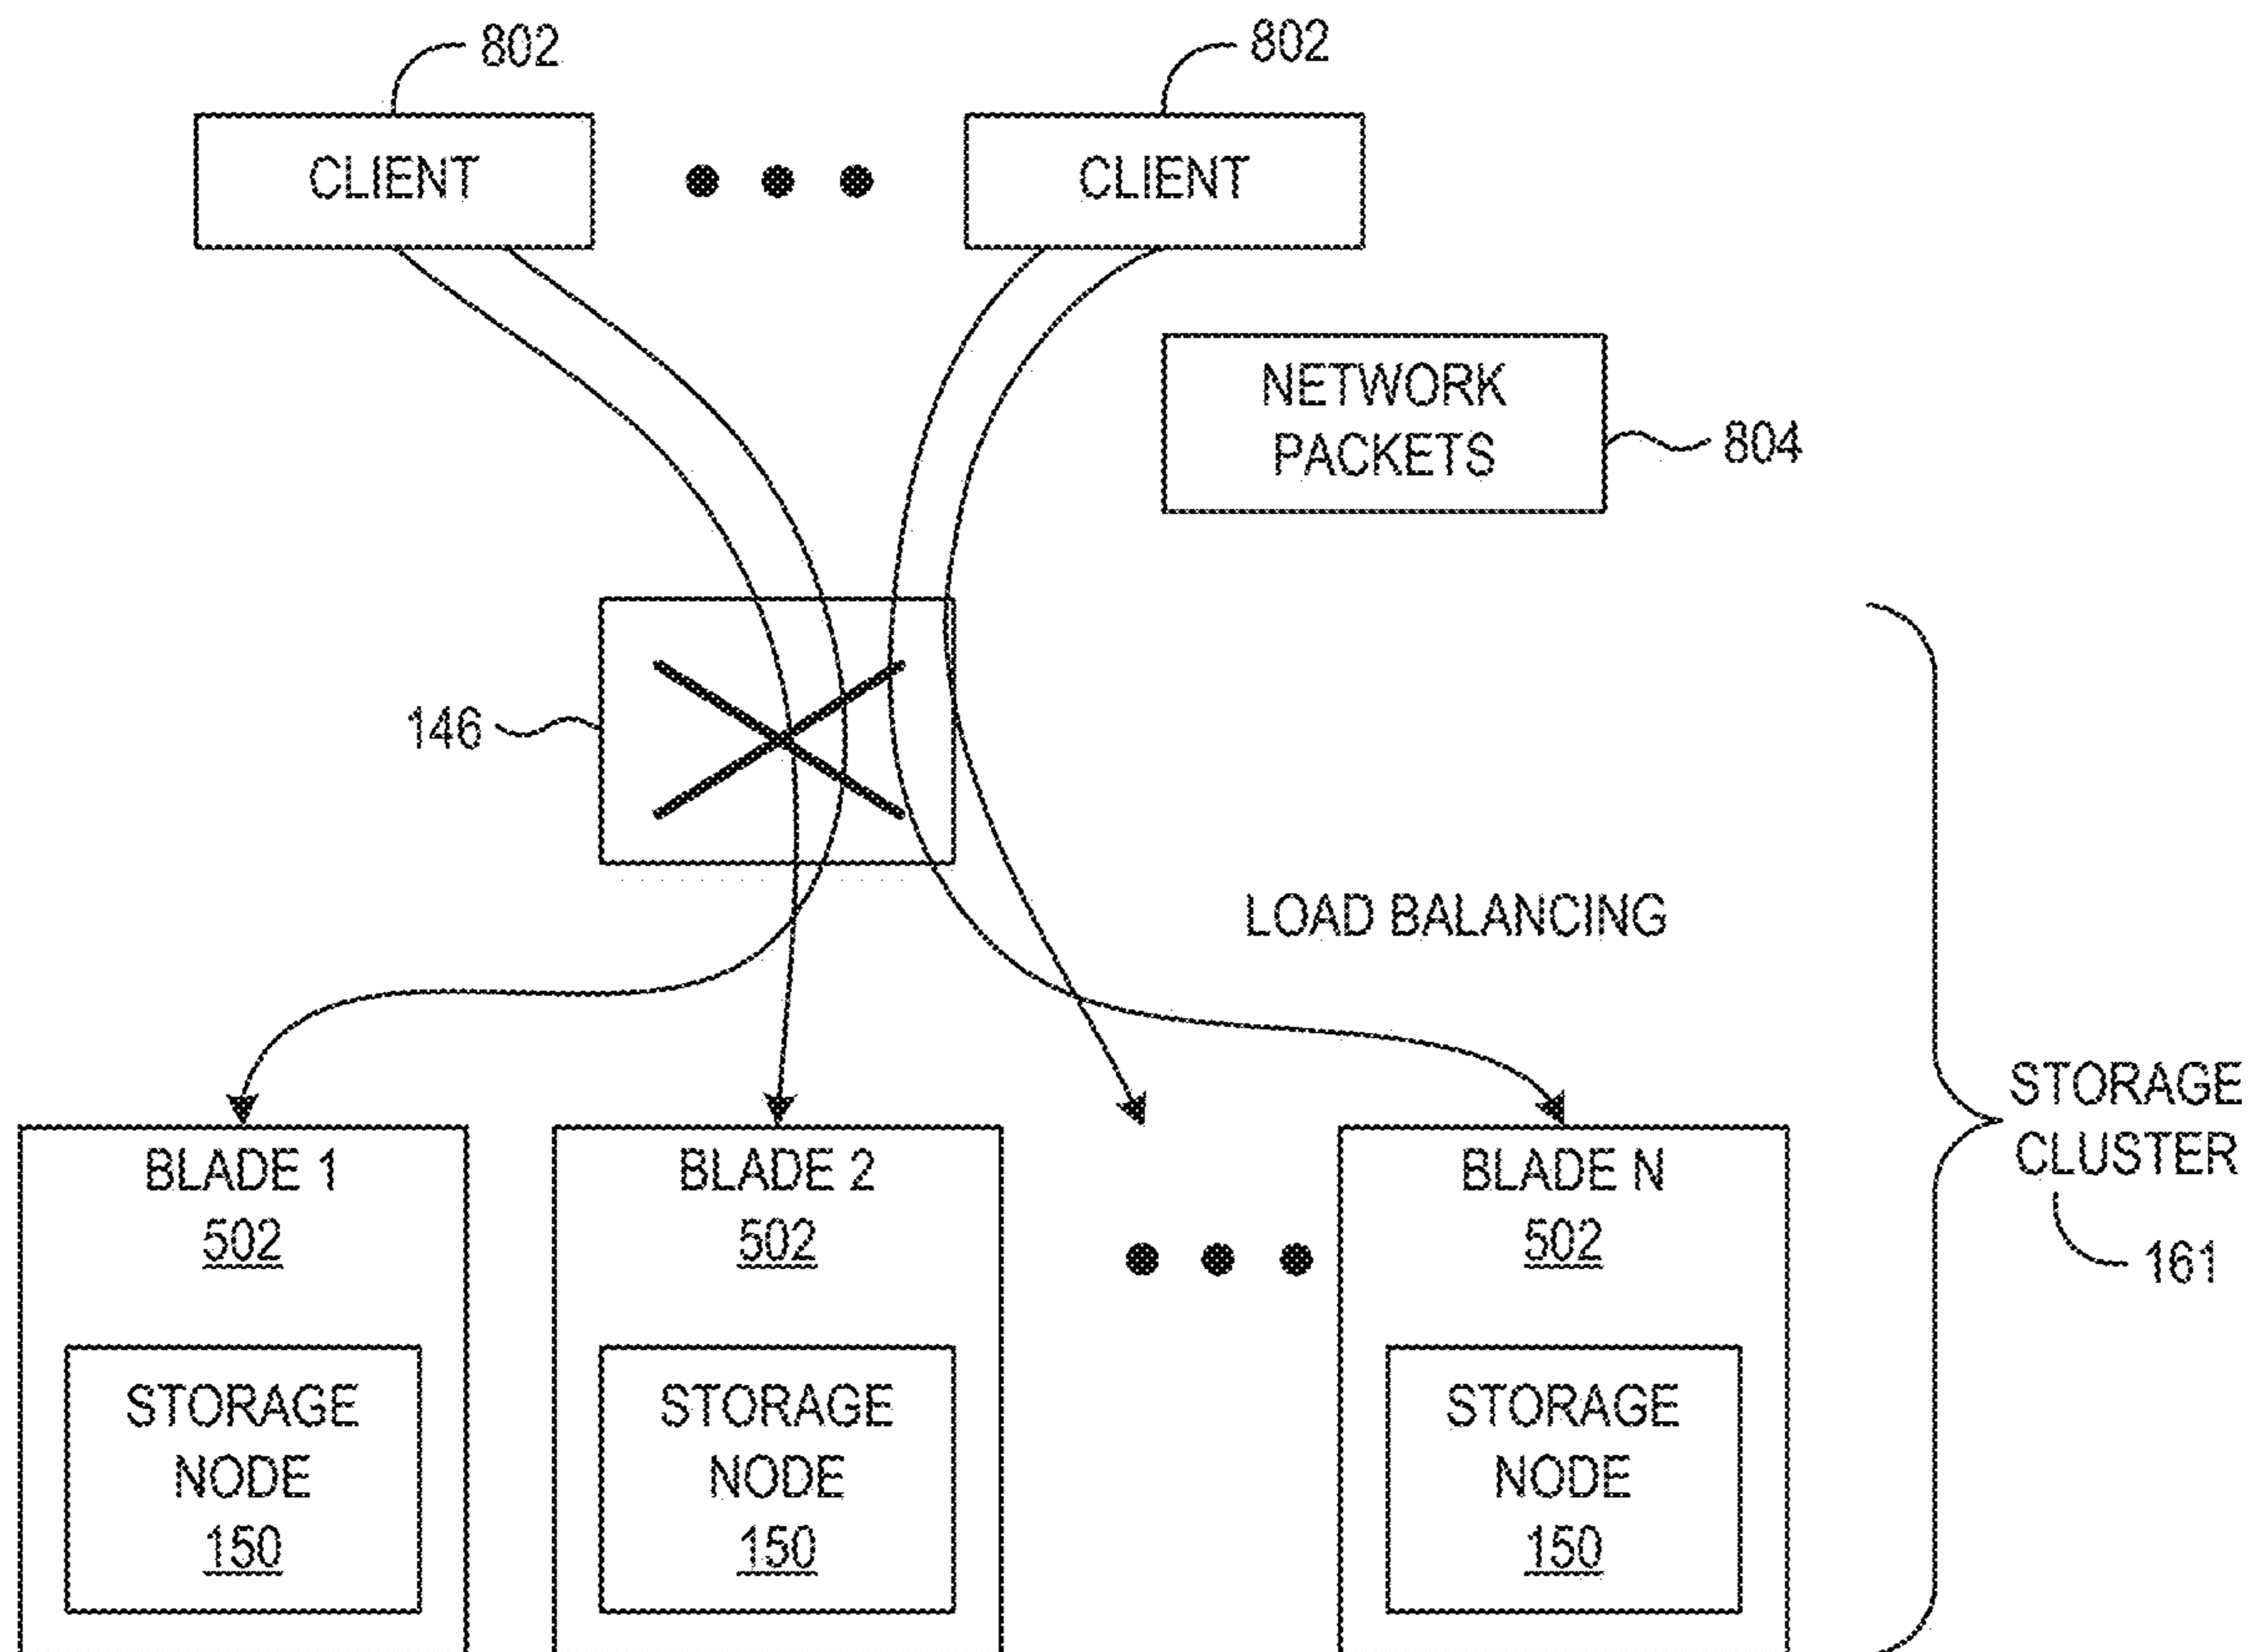 802
802
CLIENT
CLIENT
NETWORK
PACKETS
804
146
LOAD BALANCING
STORAGE
CLUSTER
161
BLADE 1
502
STORAGE
NODE
150
BLADE 2
502
STORAGE
NODE
150
BLADE N
502
STORAGE
NODE
150